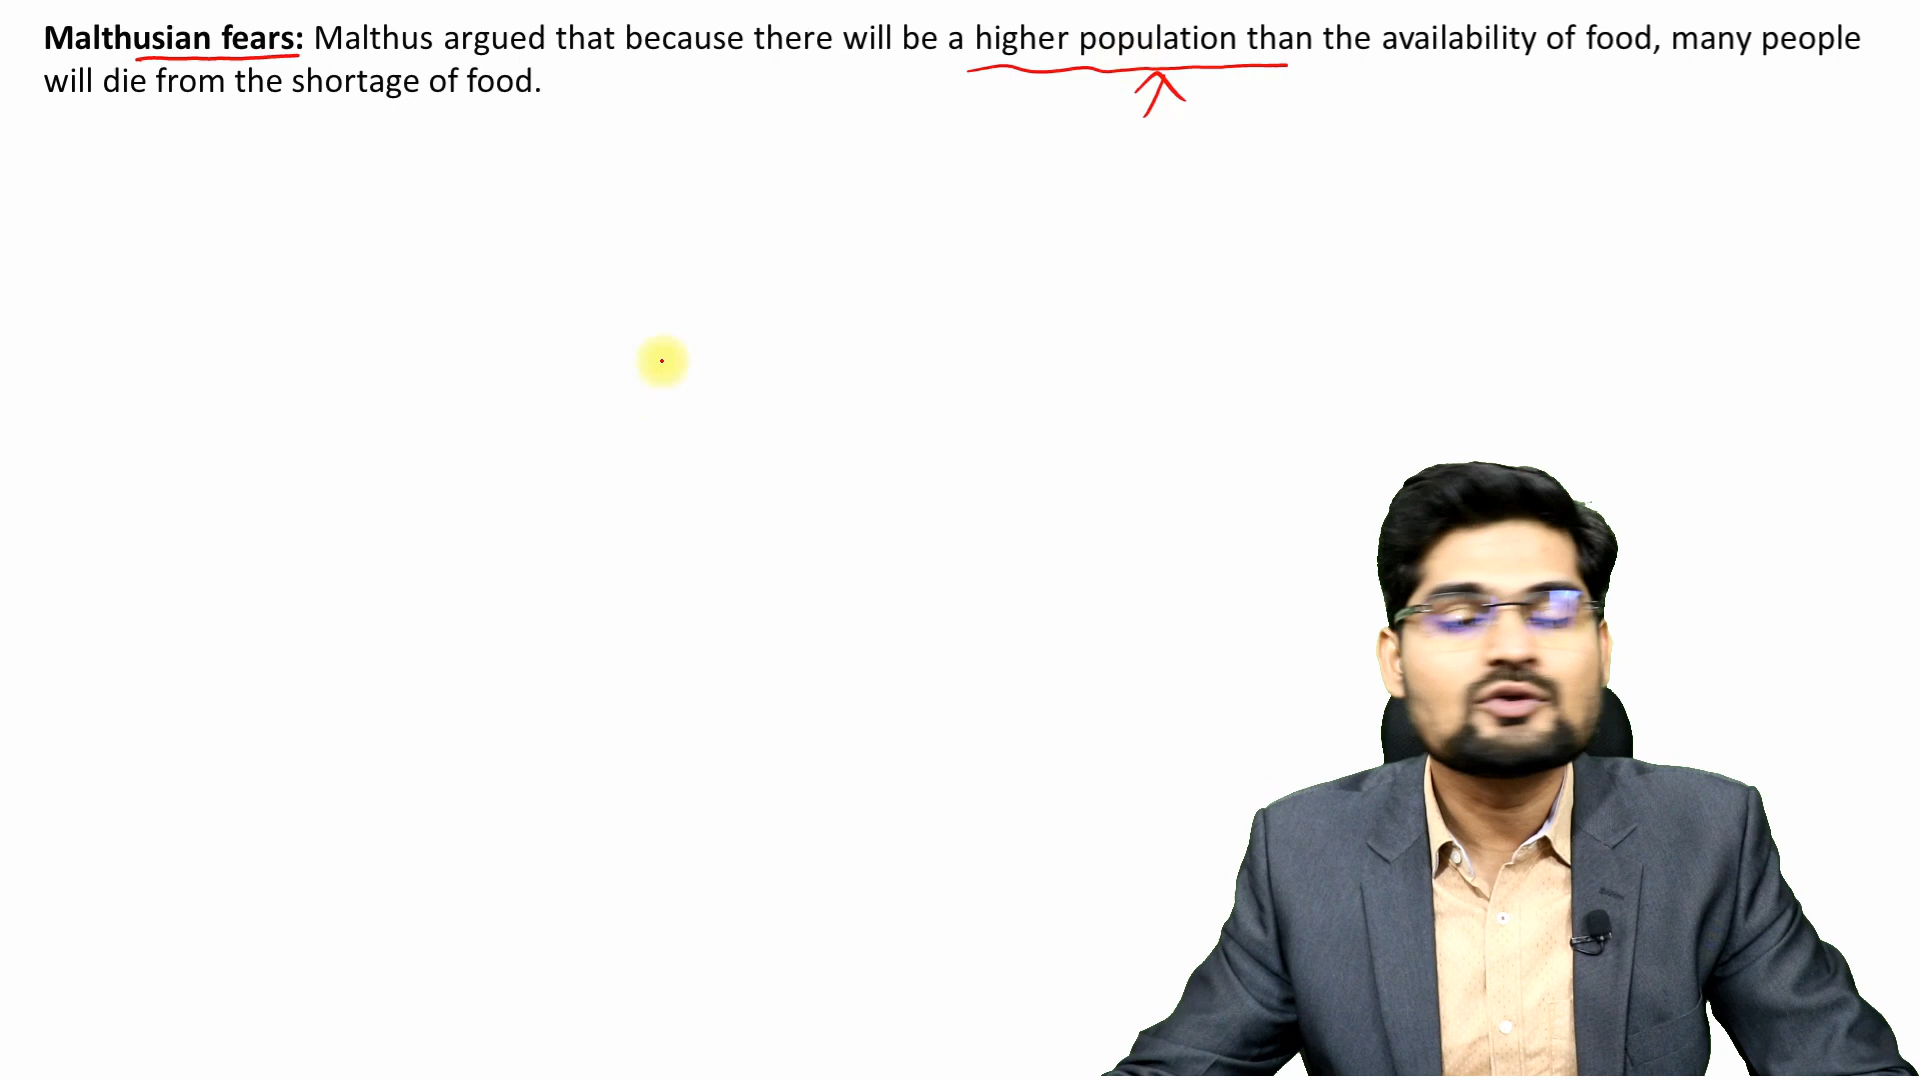 Malthusian fears: Malthus argued that because there will be a higher population than the availability of food, many people
will die from the shortage of food.